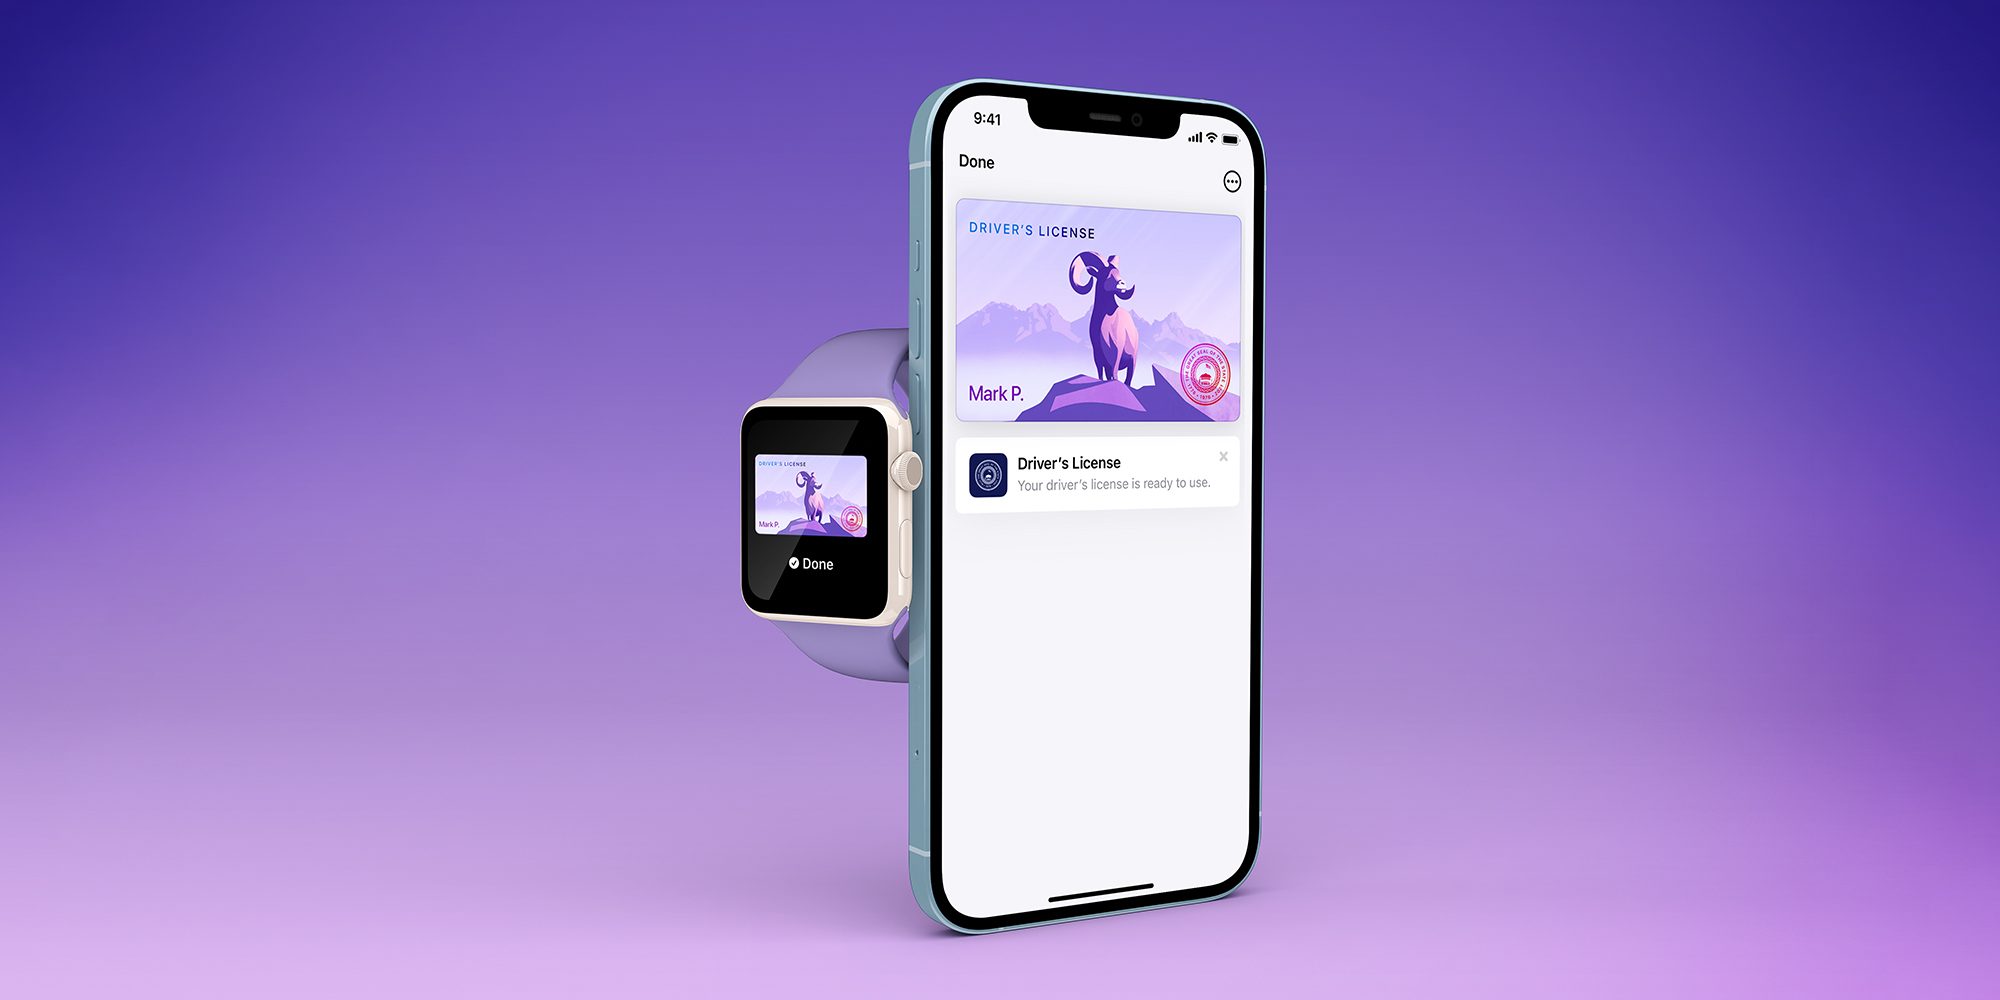 9:41
Done
DRIVER'S LICENSE
Mark P.
Driver's License
Your driver's license is ready to use.
DRIVER'S LICENSE
Mark P.
Done